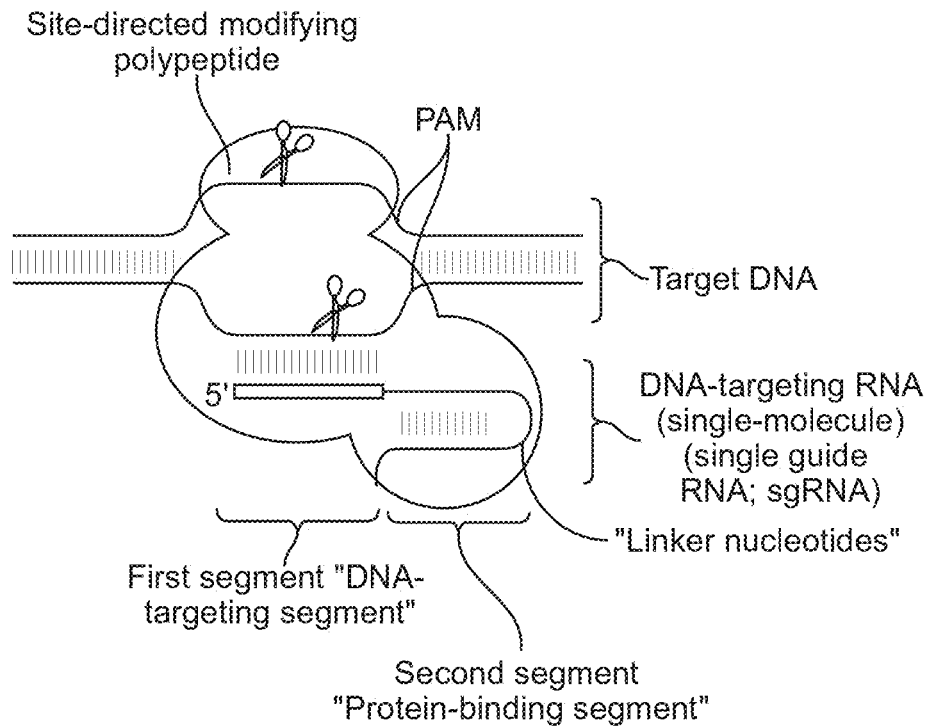 Site-directed modifying
polypeptide
PAM
Target DNA
5'
DNA-targeting RNA
(single-molecule)
(single guide
RNA; sgRNA)
"Linker nucleotides"
First segment "DNA-
targeting segment"
Second segment
"Protein-binding segment"